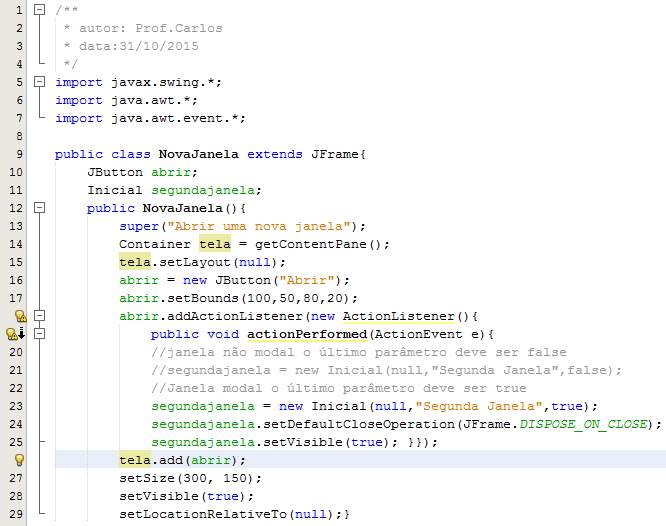 1 /**
2  * autor: Prof.Carlos
3  * data:31/10/2015
4  */
5 import javax.swing.*;
6 import java.awt.*;
7 import java.awt.event.*;
8
9 public class NovaJanela extends JFrame{
10     JButton abrir;
11     Inicial segundajanela;
12     public NovaJanela(){
13         super("Abrir uma nova janela");
14         Container tela = getContentPane();
15         tela.setLayout(null);
16         abrir = new JButton("Abrir");
17         abrir.setBounds(100,50,80,20);
        abrir.addActionListener(new ActionListener(){
            public void actionPerformed(ActionEvent e){
20             //janela não modal o último parâmetro deve ser false
21             //segundajanela = new Inicial(null,"Segunda Janela",false);
22             //Janela modal o último parâmetro deve ser true
23             segundajanela = new Inicial(null,"Segunda Janela",true);
24             segundajanela.setDefaultCloseOperation(JFrame.DISPOSE_ON_CLOSE);
25             segundajanela.setVisible(true); }});
        tela.add(abrir);
27         setSize(300, 150);
28         setVisible(true);
29         setLocationRelativeTo(null);}